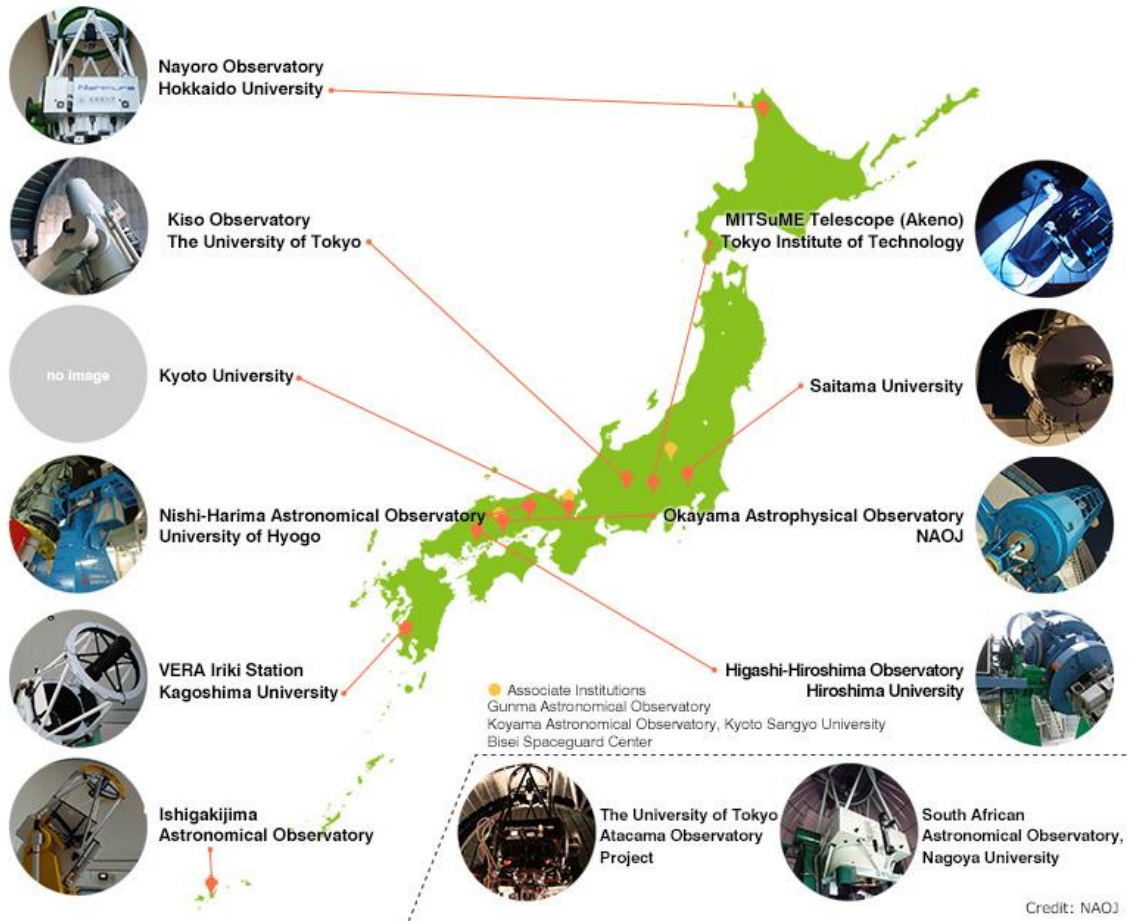 Nayoro Observatory
Hokkaido University
Kiso Observatory
The University of Tokyo
MITSuME Telescope (Akeno)
Tokyo Institute of Technology
no image
Kyoto University
Saitama University
Nishi-Harima Astronomical Observatory
University of Hyogo
Okayama Astrophysical Observatory
NAOJ
VERA Iriki Station
Kagoshima University
Higashi-Hiroshima Observatory
Hiroshima University
Associate Institutions
Gunma Astronomical Observatory
Koyama Astronomical Observatory, Kyoto Sangyo University
Bisei Spaceguard Center
Ishigakijima
Astronomical Observatory
The University of Tokyo
Atacama Observatory
Project
South African
Astronomical Observatory,
Nagoya University
Credit: NAOJ